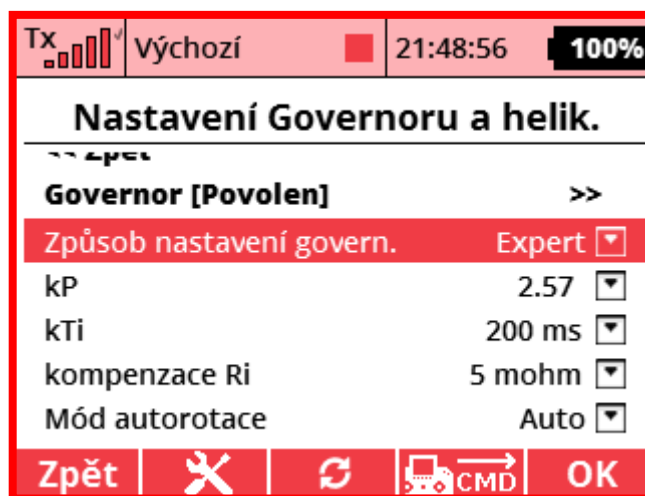 Tx Výchozí 21:48:56 100%
Nastavení Governoru a helik.
<< Zpět
Governor [Povolen] >>
Způsob nastavení govern. Expert
kP 2.57
kTi 200 ms
kompenzace Ri 5 mohm
Mód autorotace Auto
Zpět CMD OK